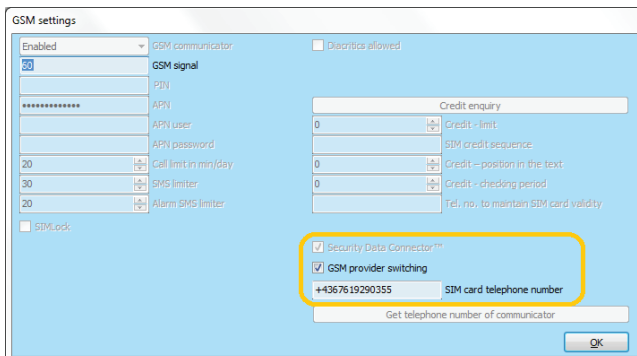 GSM settings
Enabled GSM communicator
60 GSM signal
PIN
•••••••••••• APN
APN user
APN password
20 Call limit in min/day
30 SMS limiter
20 Alarm SMS limiter
SIMLock
Diacritics allowed
Credit enquiry
0 Credit - limit
SIM credit sequence
0 Credit – position in the text
0 Credit - checking period
Tel. no. to maintain SIM card validity
Security Data Connector™
GSM provider switching
+4367619290355 SIM card telephone number
Get telephone number of communicator
OK